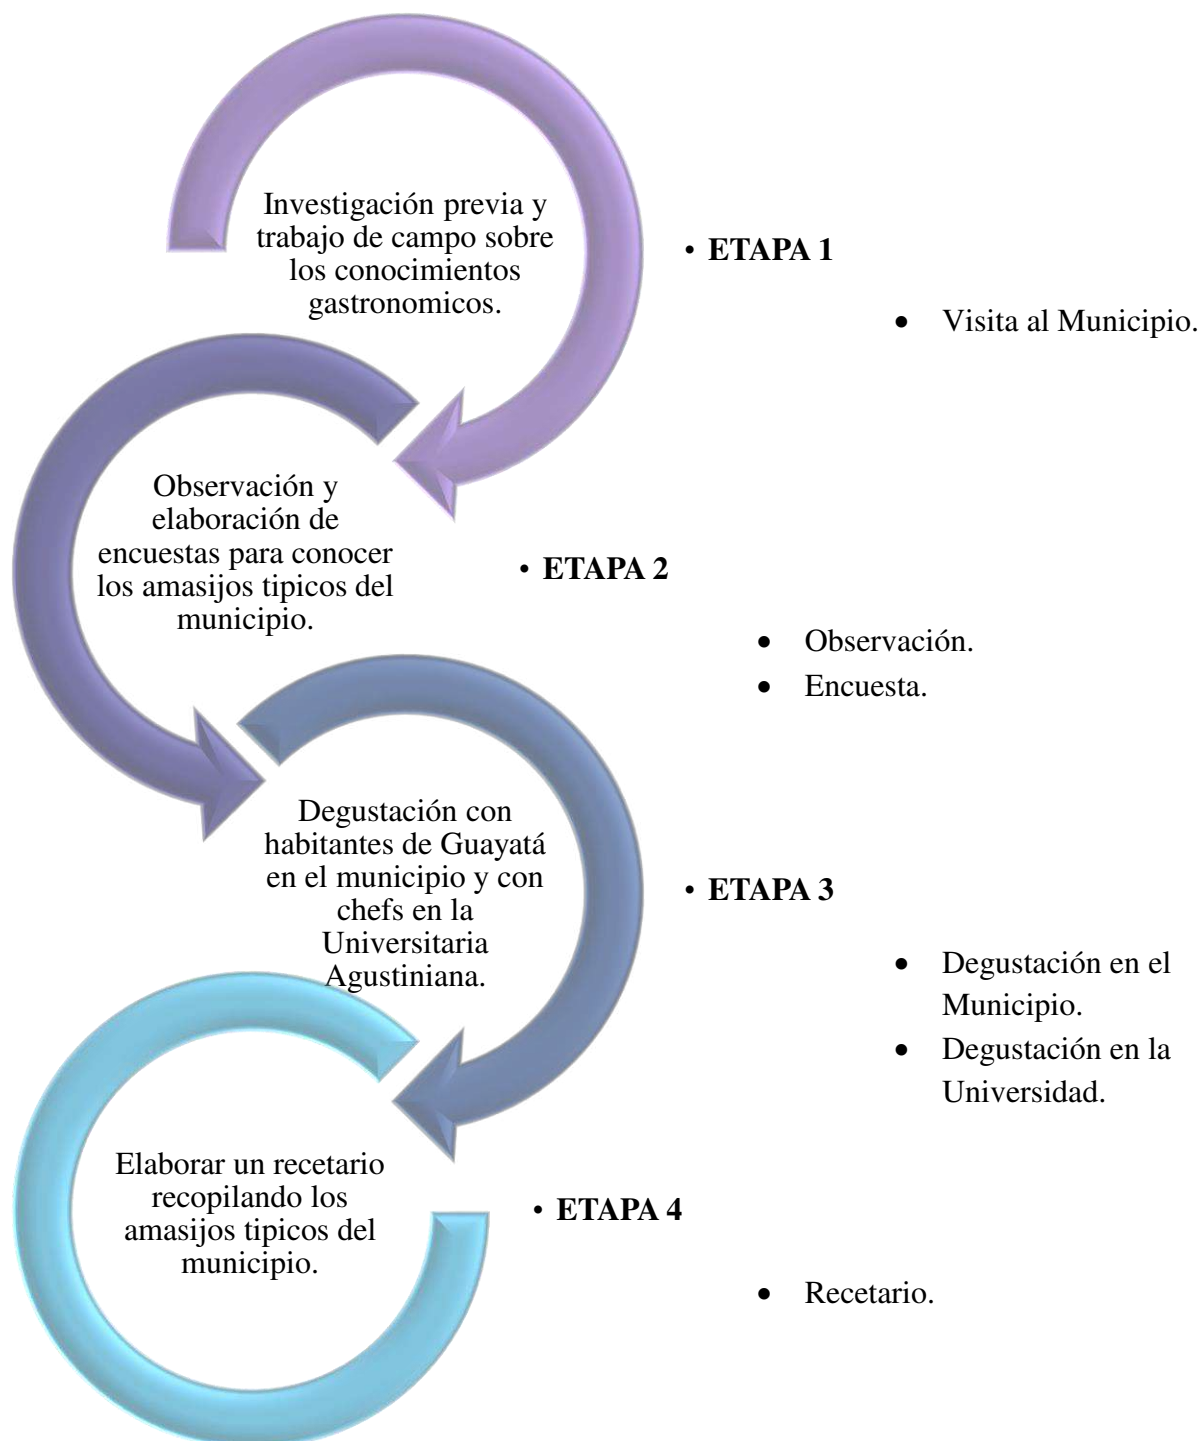 Investigación previa y
trabajo de campo sobre
los conocimientos
gastronomicos.
• ETAPA 1
• Visita al Municipio.
Observación y
elaboración de
encuestas para conocer
los amasijos tipicos del
municipio.
• ETAPA 2
• Observación.
• Encuesta.
Degustación con
habitantes de Guayatá
en el municipio y con
chefs en la
Universitaria
Agustiniana.
• ETAPA 3
• Degustación en el
Municipio.
• Degustación en la
Universidad.
Elaborar un recetario
recopilando los
amasijos tipicos del
municipio.
• ETAPA 4
• Recetario.